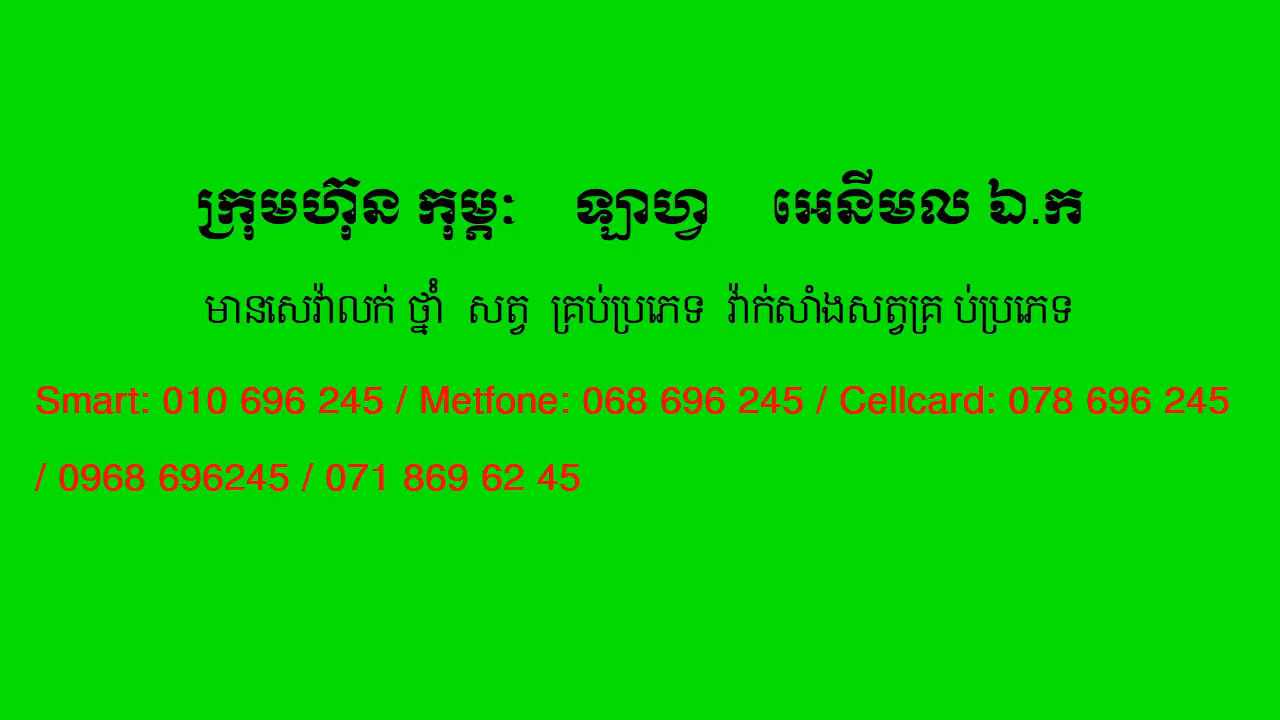 ក្រុមហ៊ុន កុម្ភៈ ឡាហ្វ អេនីមល ឯ.ក
មានសេវ៉ាលក់ ថ្នាំ សត្វ គ្រប់ប្រភេទ វ៉ាក់សាំងសត្វគ្រ ប់ប្រភេទ
Smart: 010 696 245 / Metfone: 068 696 245 / Cellcard: 078 696 245
/ 0968 696245 / 071 869 62 45